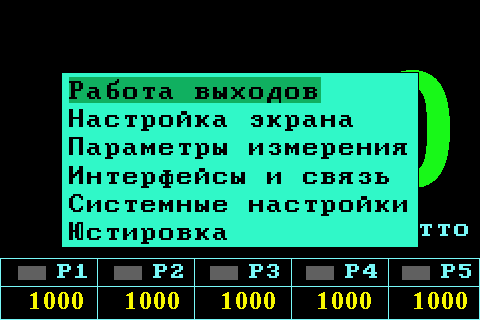 Работа выходов
Настройка экрана
Параметры измерения
Интерфейсы и связь
Системные настройки
Юстировка
тто
P1 P2 P3 P4 P5
1000 1000 1000 1000 1000